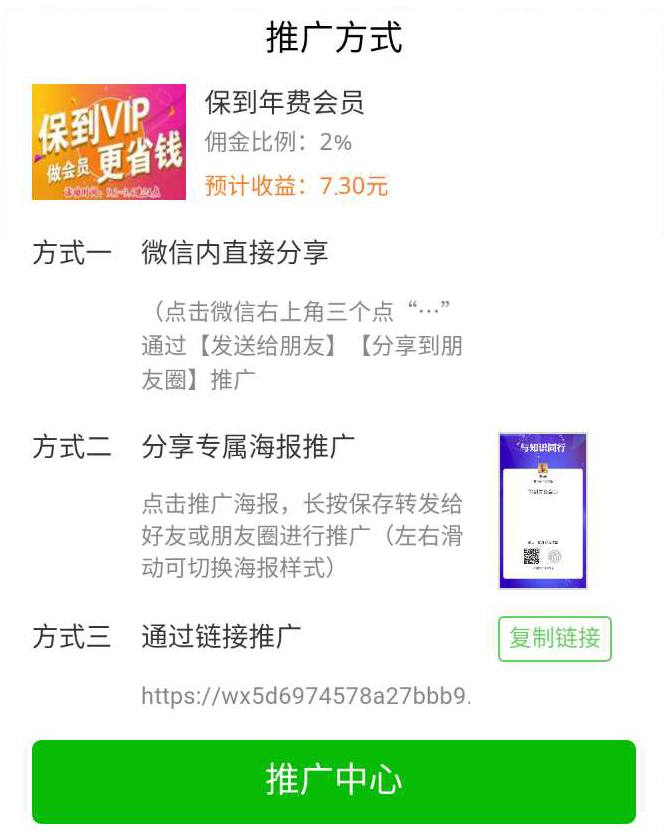 推广方式
保到VIP
做会员 更省钱
保到年费会员
佣金比例：2%
预计收益：7.30元
方式一 微信内直接分享
（点击微信右上角三个点“…”
通过【发送给朋友】【分享到朋
友圈】推广
方式二 分享专属海报推广
与知识同行
点击推广海报，长按保存转发给
好友或朋友圈进行推广（左右滑
动可切换海报样式）
方式三 通过链接推广
复制链接
https://wx5d6974578a27bbb9.
推广中心